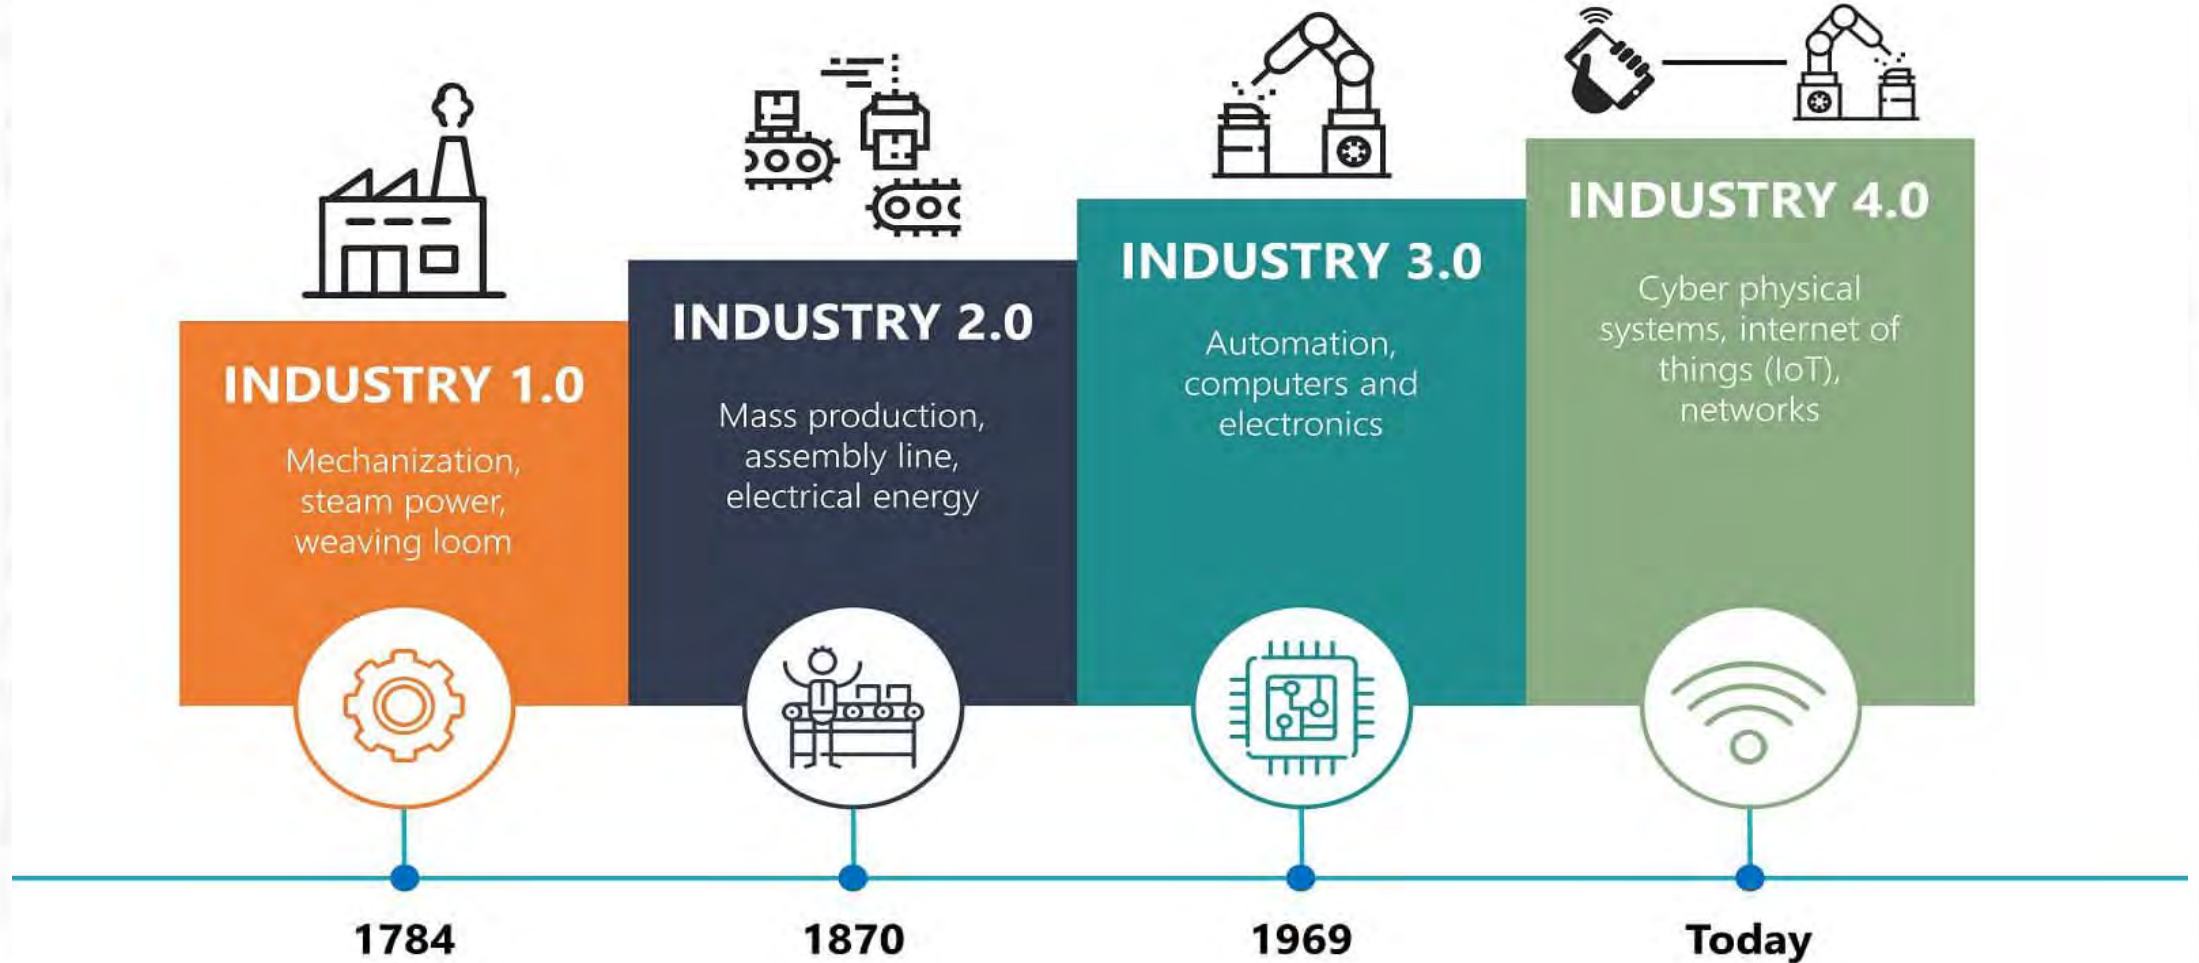 INDUSTRY 1.0
Mechanization,
steam power,
weaving loom
1784
INDUSTRY 2.0
Mass production,
assembly line,
electrical energy
1870
INDUSTRY 3.0
Automation,
computers and
electronics
1969
INDUSTRY 4.0
Cyber physical
systems, internet of
things (IoT),
networks
Today